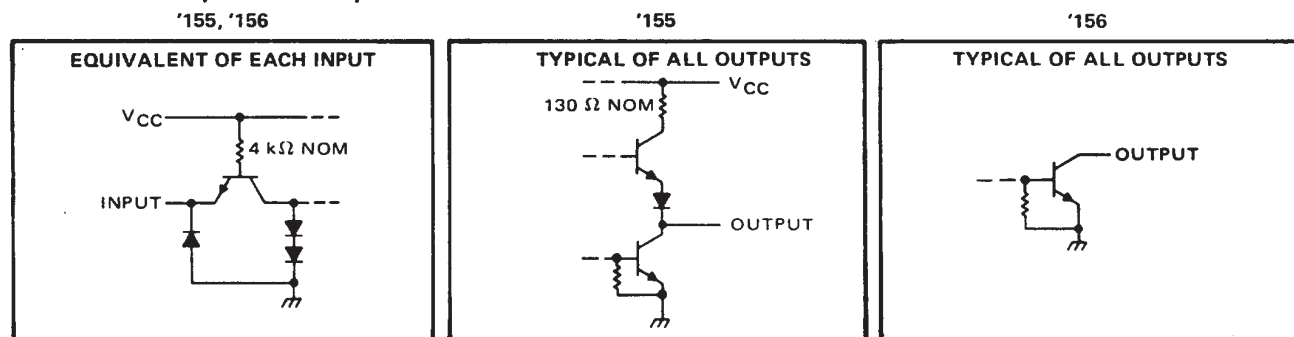 '155, '156
EQUIVALENT OF EACH INPUT
VCC
4 kΩ NOM
INPUT
'155
TYPICAL OF ALL OUTPUTS
VCC
130 Ω NOM
OUTPUT
'156
TYPICAL OF ALL OUTPUTS
OUTPUT